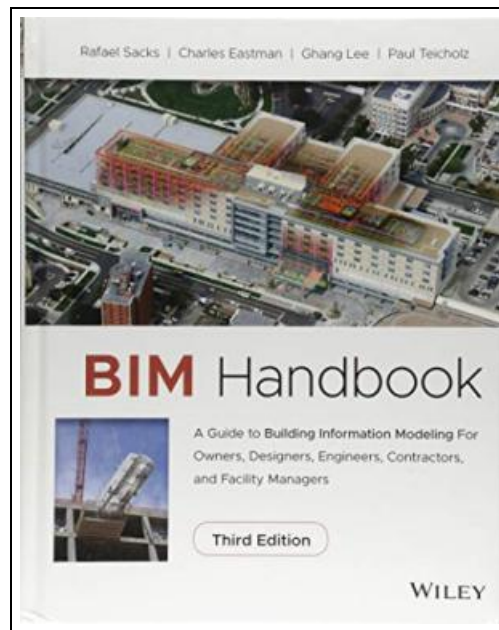 Rafael Sacks | Charles Eastman | Ghang Lee | Paul Teicholz
BIM Handbook
A Guide to Building Information Modeling For
Owners, Designers, Engineers, Contractors,
and Facility Managers
Third Edition
WILEY